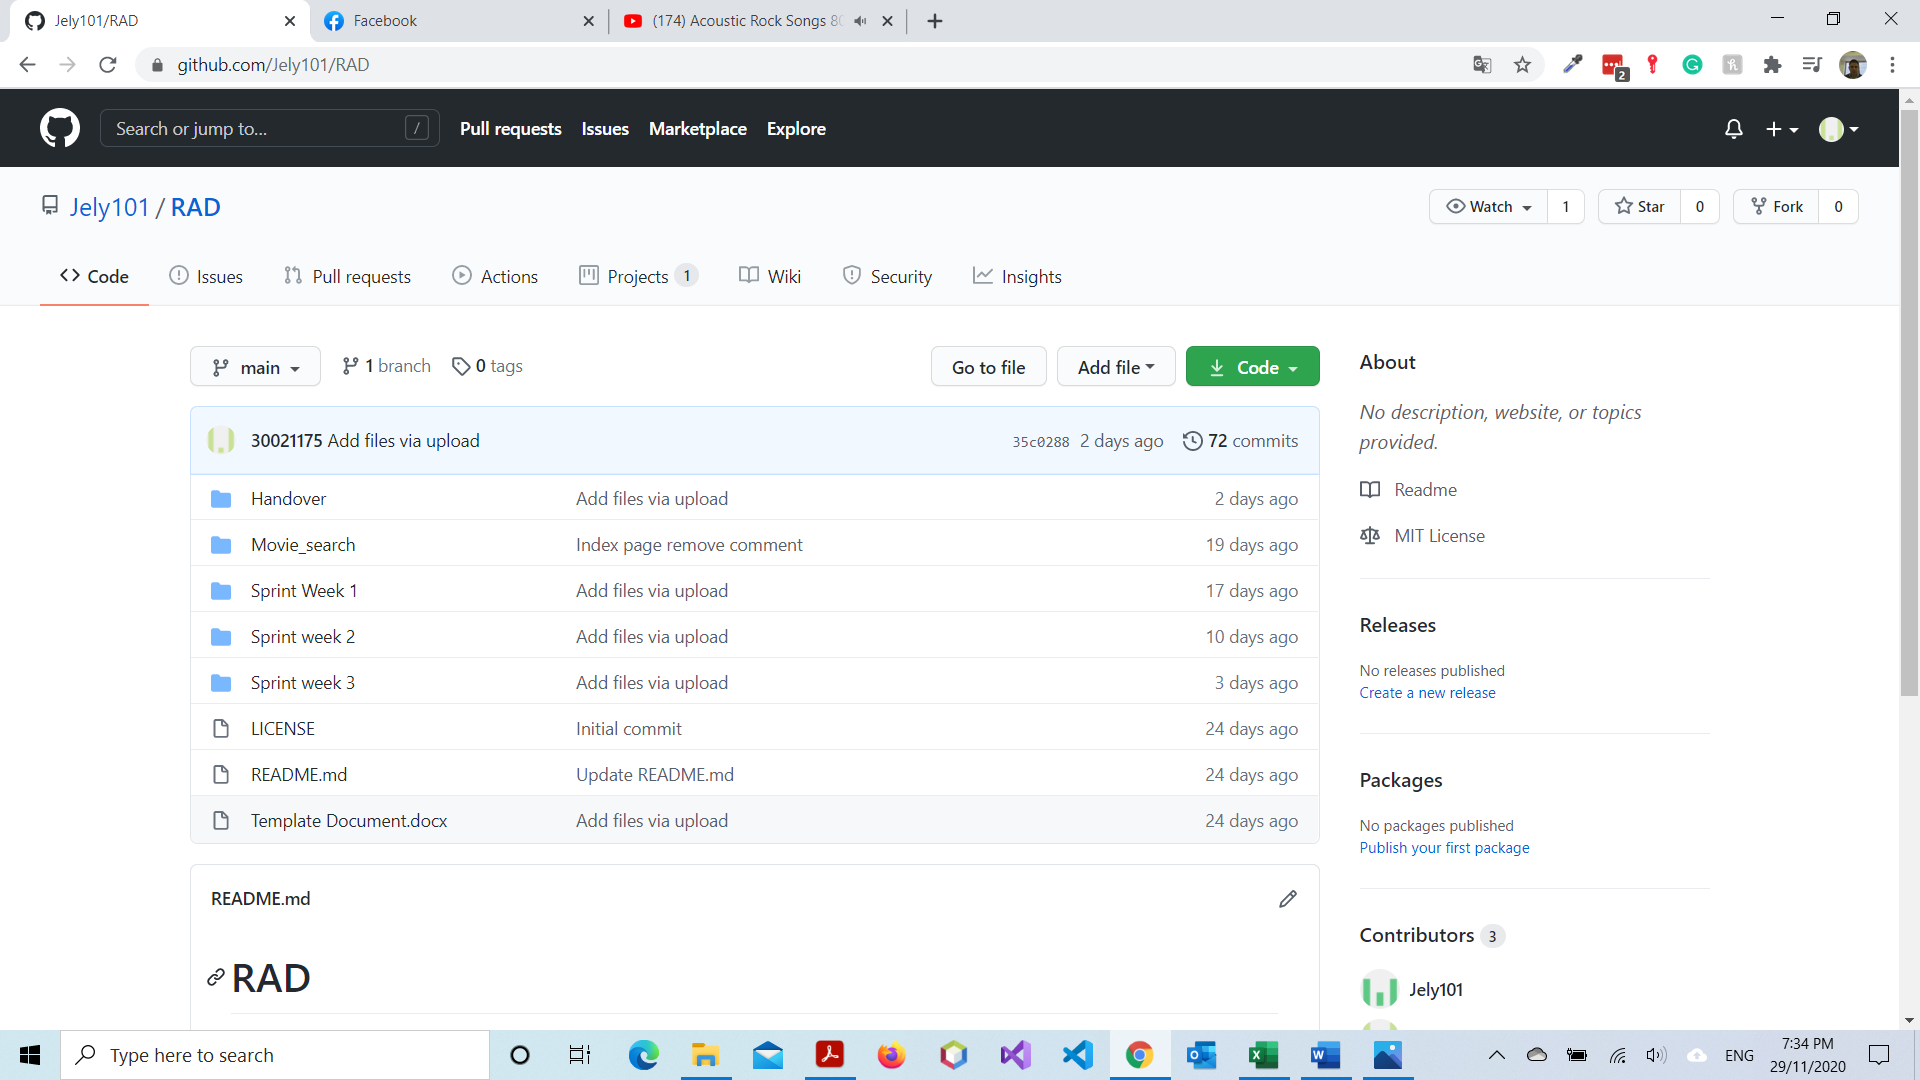 Jely101/RAD
Facebook
(174) Acoustic Rock Songs 80
github.com/Jely101/RAD
2
Search or jump to...
/
Pull requests
Issues
Marketplace
Explore
Jely101 / RAD
Watch 1
Star 0
Fork 0
Code
Issues
Pull requests
Actions
Projects 1
Wiki
Security
Insights
main
1 branch
0 tags
Go to file
Add file
Code
30021175 Add files via upload 35c0288 2 days ago 72 commits
Handover Add files via upload 2 days ago
Movie_search Index page remove comment 19 days ago
Sprint Week 1 Add files via upload 17 days ago
Sprint week 2 Add files via upload 10 days ago
Sprint week 3 Add files via upload 3 days ago
LICENSE Initial commit 24 days ago
README.md Update README.md 24 days ago
Template Document.docx Add files via upload 24 days ago
README.md
RAD
About
No description, website, or topics
provided.
Readme
MIT License
Releases
No releases published
Create a new release
Packages
No packages published
Publish your first package
Contributors 3
Jely101
Type here to search
ENG
7:34 PM
29/11/2020